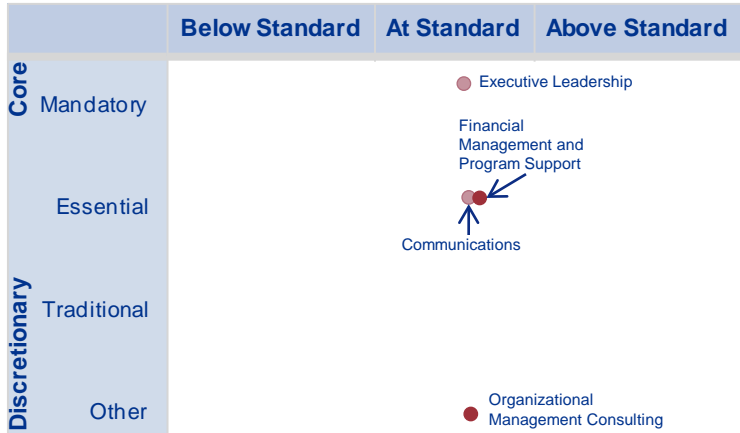 Below Standard
At Standard
Above Standard
Core
Mandatory
Executive Leadership
Financial
Management and
Program Support
Essential
Communications
Discretionary
Traditional
Other
Organizational
Management Consulting